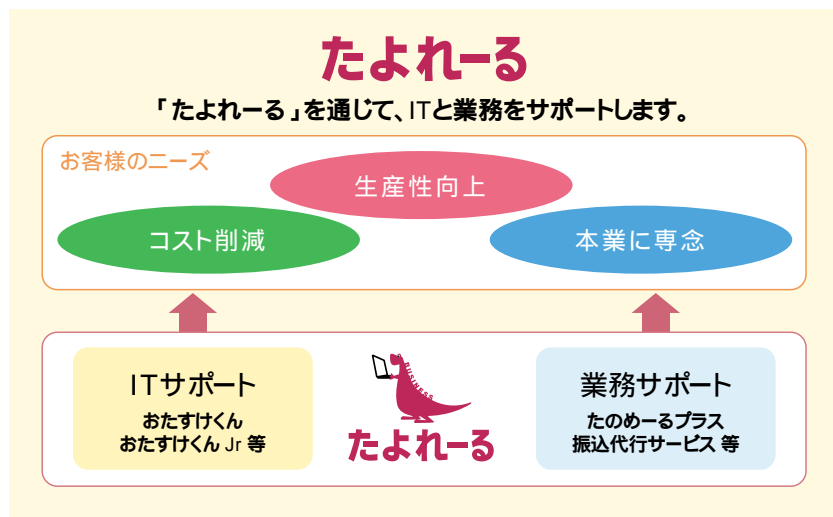 たよれーる
「たよれーる」を通じて、ITと業務をサポートします。
お客様のニーズ
生産性向上
コスト削減
本業に専念
ITサポート
おたすけくん
おたすけくん Jr 等
BUSINESS
たよれーる
業務サポート
たのめーるプラス
振込代行サービス 等